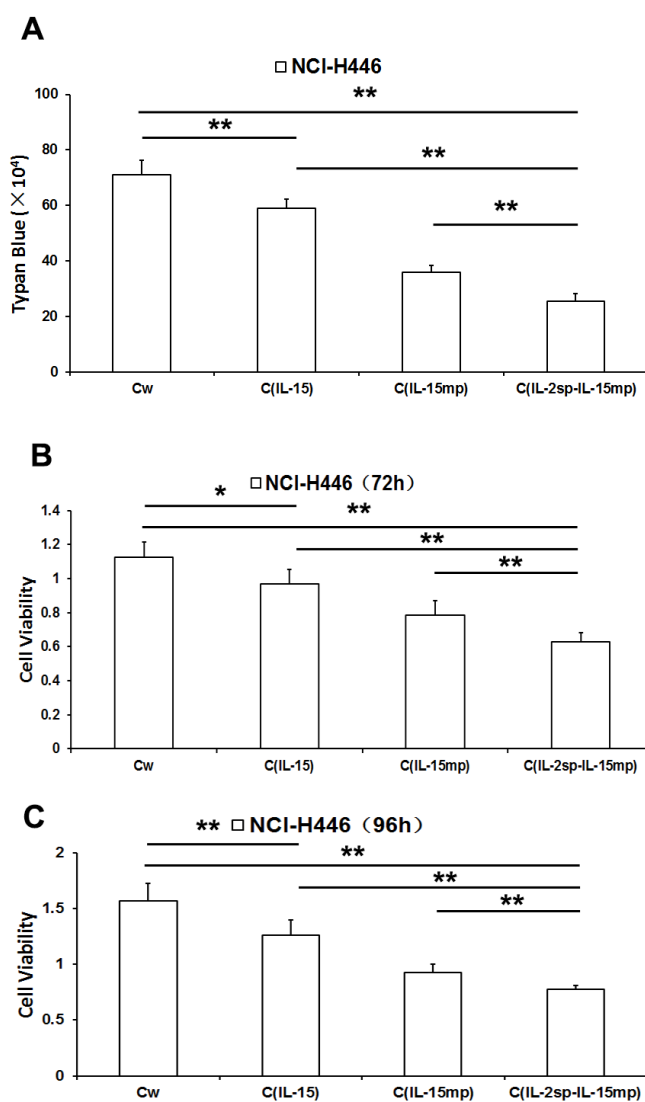 A
NCI-H446
**
**
**
**
Typan Blue (×10⁴)
100
80
60
40
20
0
Cw
C(IL-15)
C(IL-15mp)
C(IL-2sp-IL-15mp)
B
NCI-H446（72h）
*
**
**
**
Cell Viability
1.4
1.2
1
0.8
0.6
0.4
0.2
0
Cw
C(IL-15)
C(IL-15mp)
C(IL-2sp-IL-15mp)
C
** NCI-H446（96h）
**
**
**
Cell Viability
2
1.5
1
0.5
0
Cw
C(IL-15)
C(IL-15mp)
C(IL-2sp-IL-15mp)